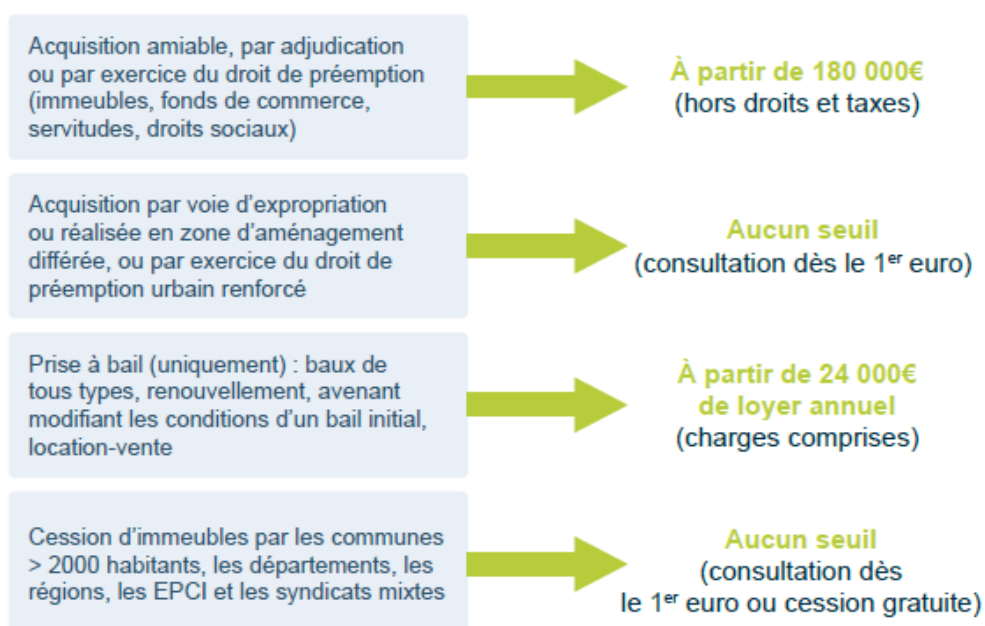 Acquisition amiable, par adjudication
ou par exercice du droit de préemption
(immeubles, fonds de commerce,
servitudes, droits sociaux)
À partir de 180 000€
(hors droits et taxes)
Acquisition par voie d'expropriation
ou réalisée en zone d'aménagement
différée, ou par exercice du droit de
préemption urbain renforcé
Aucun seuil
(consultation dès le 1er euro)
Prise à bail (uniquement) : baux de
tous types, renouvellement, avenant
modifiant les conditions d'un bail initial,
location-vente
À partir de 24 000€
de loyer annuel
(charges comprises)
Cession d'immeubles par les communes
> 2000 habitants, les départements, les
régions, les EPCI et les syndicats mixtes
Aucun seuil
(consultation dès
le 1er euro ou cession gratuite)